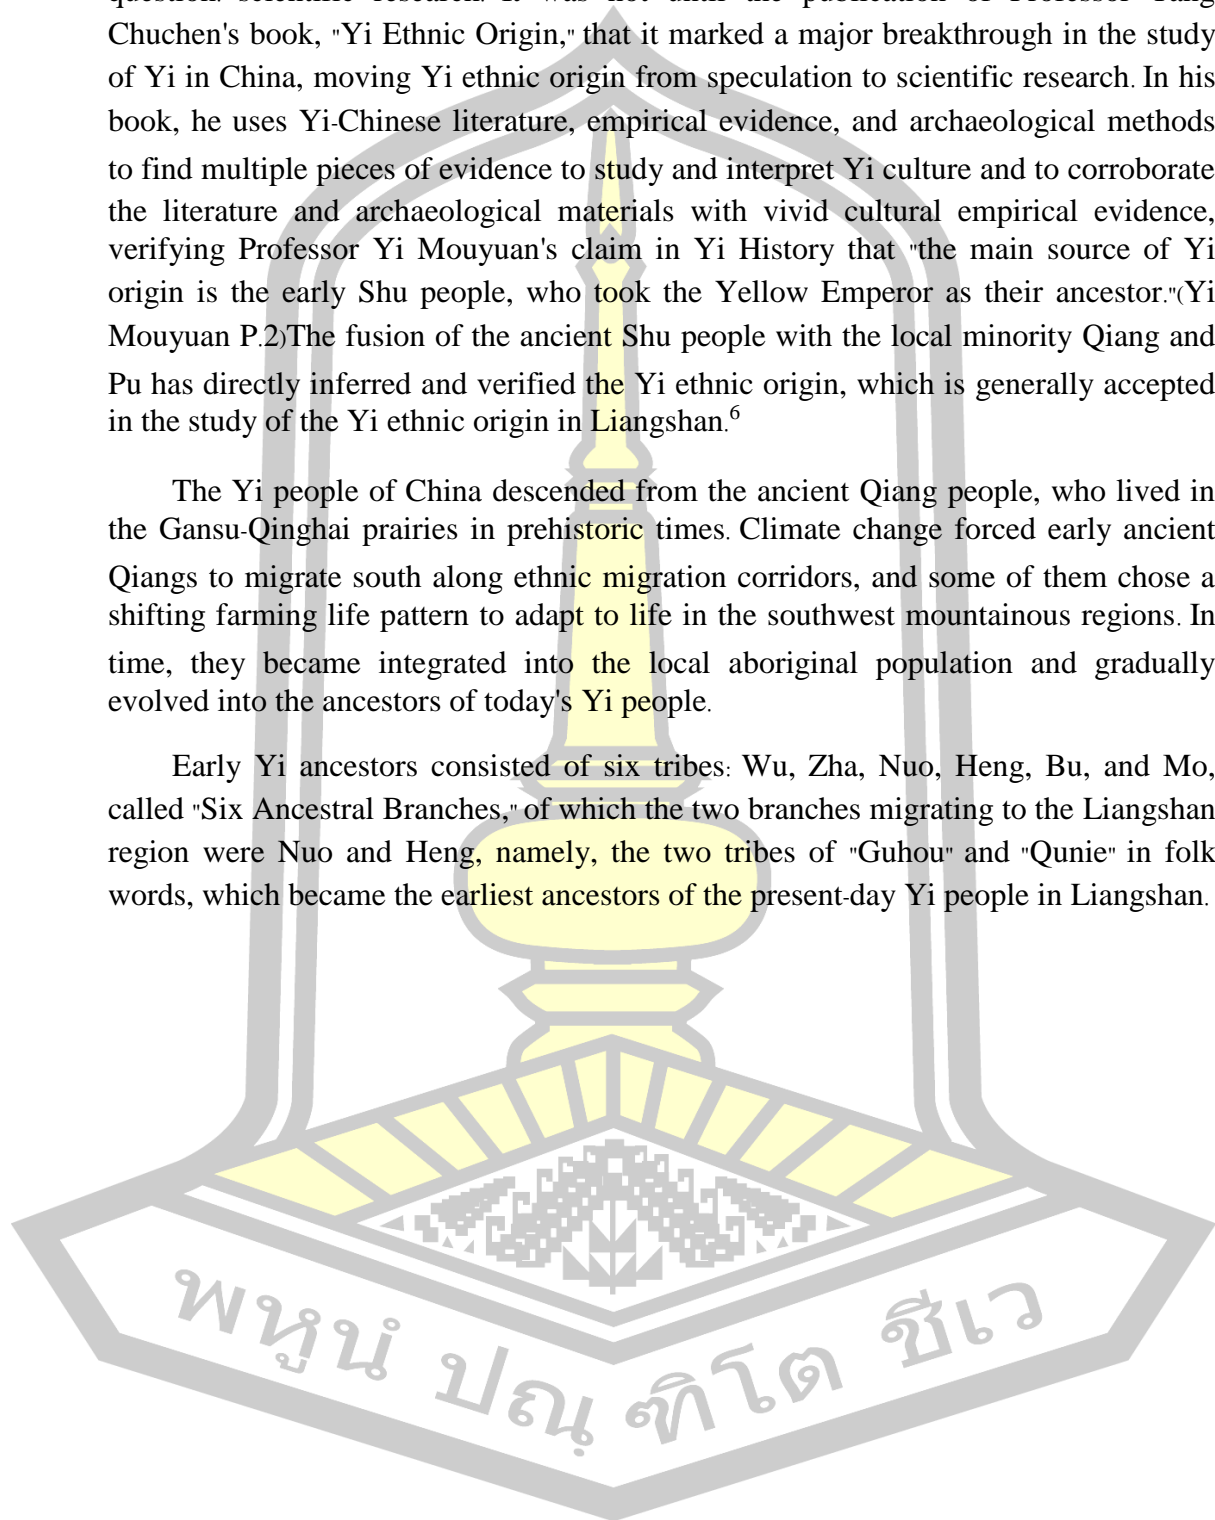 Chuchen's book, "Yi Ethnic Origin," that it marked a major breakthrough in the study
of Yi in China, moving Yi ethnic origin from speculation to scientific research. In his
book, he uses Yi-Chinese literature, empirical evidence, and archaeological methods
to find multiple pieces of evidence to study and interpret Yi culture and to corroborate
the literature and archaeological materials with vivid cultural empirical evidence,
verifying Professor Yi Mouyuan's claim in Yi History that "the main source of Yi
origin is the early Shu people, who took the Yellow Emperor as their ancestor."(Yi
Mouyuan P.2)The fusion of the ancient Shu people with the local minority Qiang and
Pu has directly inferred and verified the Yi ethnic origin, which is generally accepted
in the study of the Yi ethnic origin in Liangshan.6
The Yi people of China descended from the ancient Qiang people, who lived in
the Gansu-Qinghai prairies in prehistoric times. Climate change forced early ancient
Qiangs to migrate south along ethnic migration corridors, and some of them chose a
shifting farming life pattern to adapt to life in the southwest mountainous regions. In
time, they became integrated into the local aboriginal population and gradually
evolved into the ancestors of today's Yi people.
Early Yi ancestors consisted of six tribes: Wu, Zha, Nuo, Heng, Bu, and Mo,
called "Six Ancestral Branches," of which the two branches migrating to the Liangshan
region were Nuo and Heng, namely, the two tribes of "Guhou" and "Qunie" in folk
words, which became the earliest ancestors of the present-day Yi people in Liangshan.
พหูนํ ปณฺฑิโต ชีเว